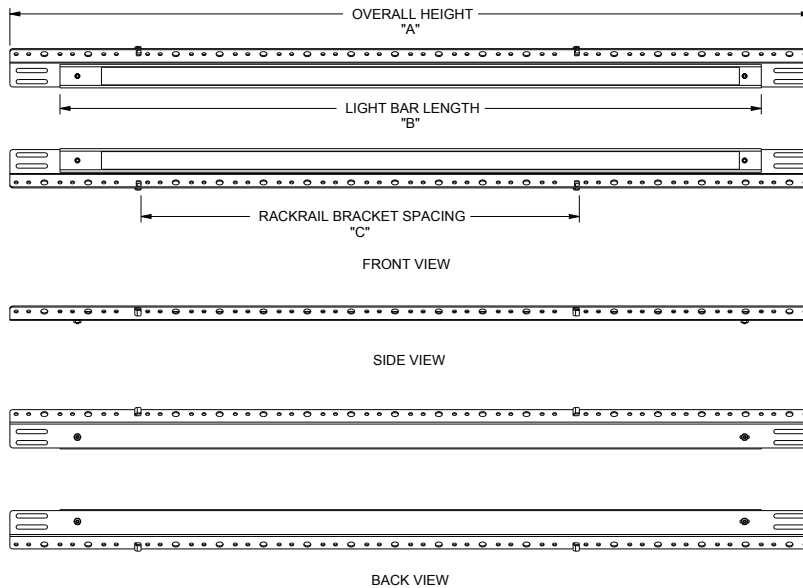 OVERALL HEIGHT
"A"
LIGHT BAR LENGTH
"B"
RACKRAIL BRACKET SPACING
"C"
FRONT VIEW
SIDE VIEW
BACK VIEW